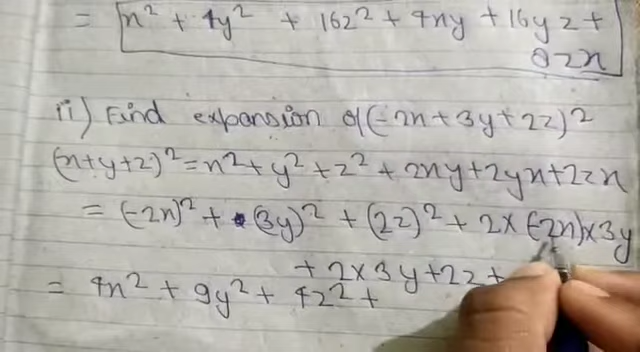 = x² + 4y² + 16z² + 4xy + 16yz +
8zx
ii) Find expansion of (-2x+3y+2z)²
(x+y+z)² = x² + y² + z² + 2xy + 2yx + 2zx
= (-2x)² + (3y)² + (2z)² + 2×(-2x)×3y
+ 2×3y+2z+
= 4x² + 9y² + 4z² +